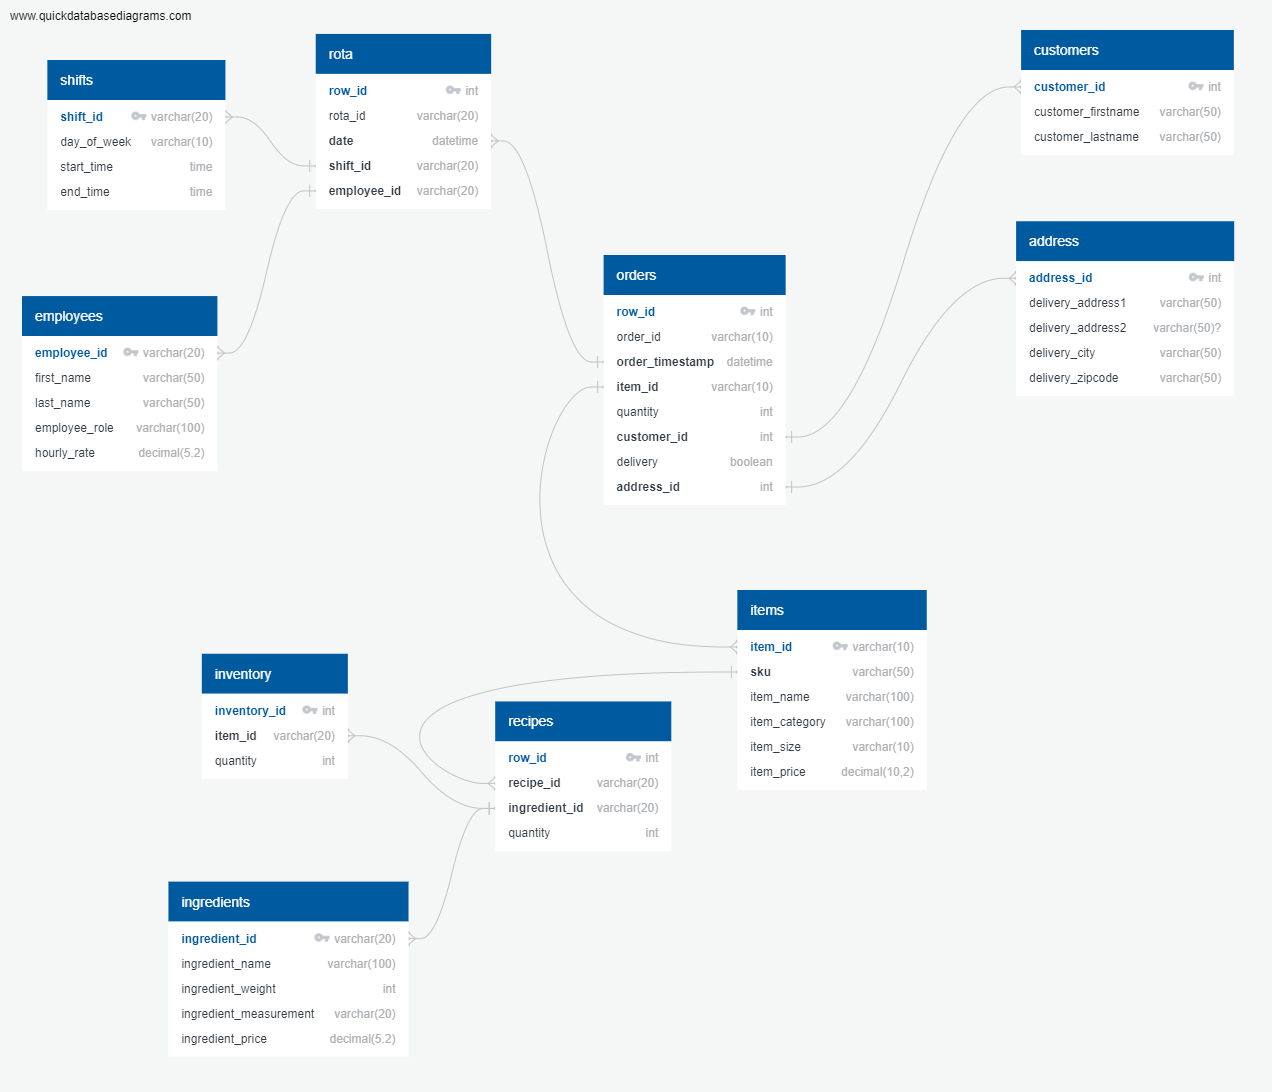 www.quickdatabasediagrams.com
shifts
shift_id varchar(20)
day_of_week varchar(10)
start_time time
end_time time
rota
row_id int
rota_id varchar(20)
date datetime
shift_id varchar(20)
employee_id varchar(20)
customers
customer_id int
customer_firstname varchar(50)
customer_lastname varchar(50)
address
address_id int
delivery_address1 varchar(50)
delivery_address2 varchar(50)?
delivery_city varchar(50)
delivery_zipcode varchar(50)
employees
employee_id varchar(20)
first_name varchar(50)
last_name varchar(50)
employee_role varchar(100)
hourly_rate decimal(5.2)
orders
row_id int
order_id varchar(10)
order_timestamp datetime
item_id varchar(10)
quantity int
customer_id int
delivery boolean
address_id int
items
item_id varchar(10)
sku varchar(50)
item_name varchar(100)
item_category varchar(100)
item_size varchar(10)
item_price decimal(10,2)
inventory
inventory_id int
item_id varchar(20)
quantity int
recipes
row_id int
recipe_id varchar(20)
ingredient_id varchar(20)
quantity int
ingredients
ingredient_id varchar(20)
ingredient_name varchar(100)
ingredient_weight int
ingredient_measurement varchar(20)
ingredient_price decimal(5.2)